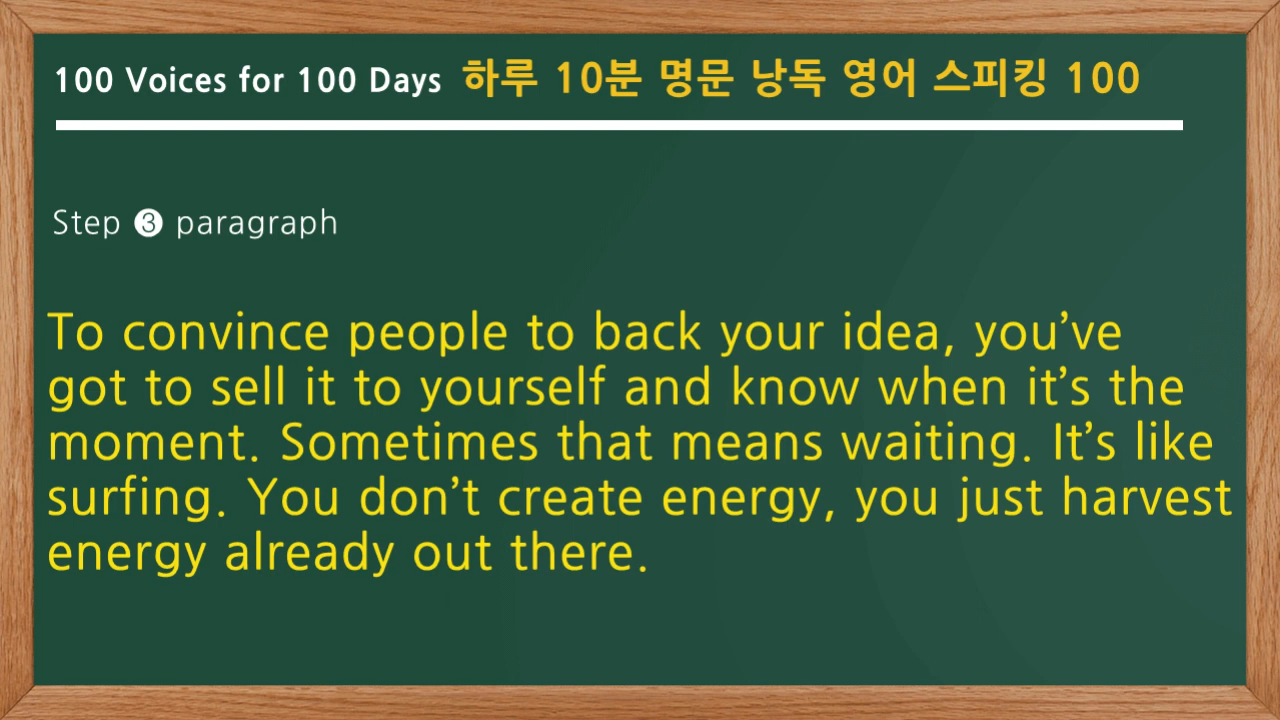 100 Voices for 100 Days 하루 10분 명문 낭독 영어 스피킹 100
Step ❸ paragraph
To convince people to back your idea, you’ve
got to sell it to yourself and know when it’s the
moment. Sometimes that means waiting. It’s like
surfing. You don’t create energy, you just harvest
energy already out there.